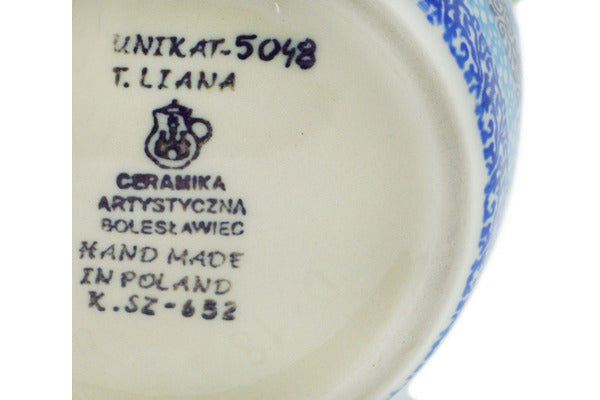 UNIKAT-5048
T. LIANA
CERAMIKA
ARTYSTYCZNA
BOLESŁAWIEC
HAND MADE
IN POLAND
K.SZ-652